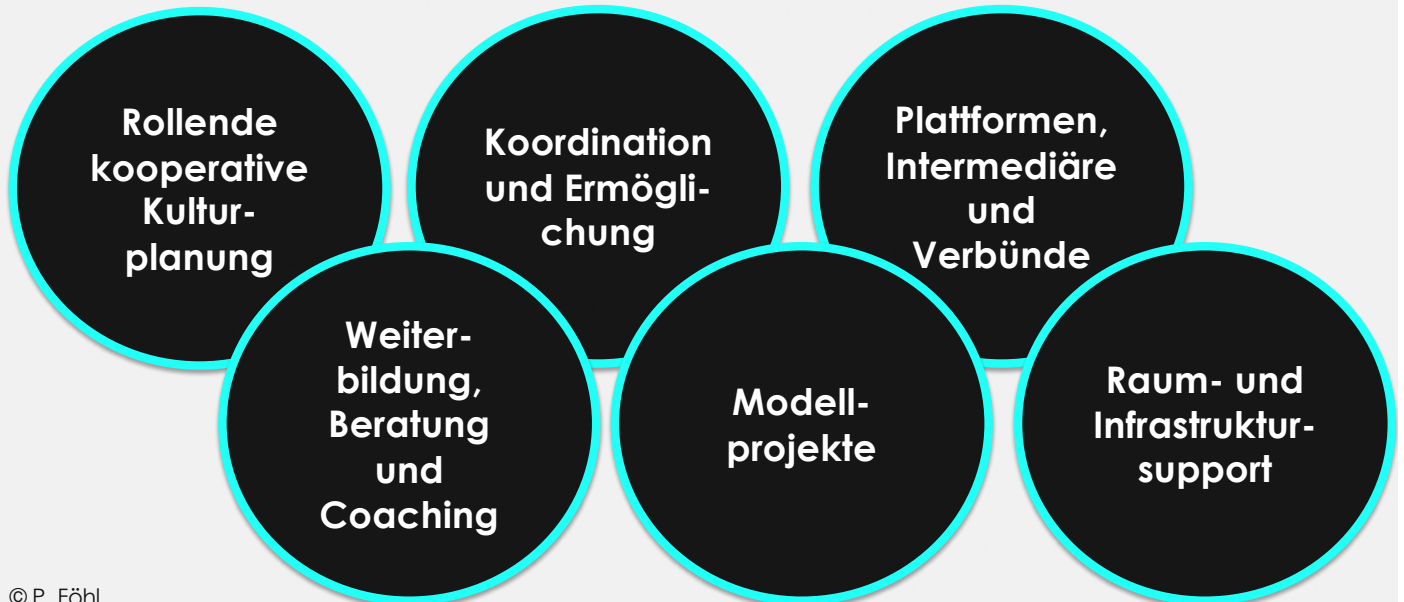 Rollende
kooperative
Kultur-
planung
Koordination
und Ermögli-
chung
Plattformen,
Intermediäre
und
Verbünde
Weiter-
bildung,
Beratung
und
Coaching
Modell-
projekte
Raum- und
Infrastruktur-
support
© P. Föhl